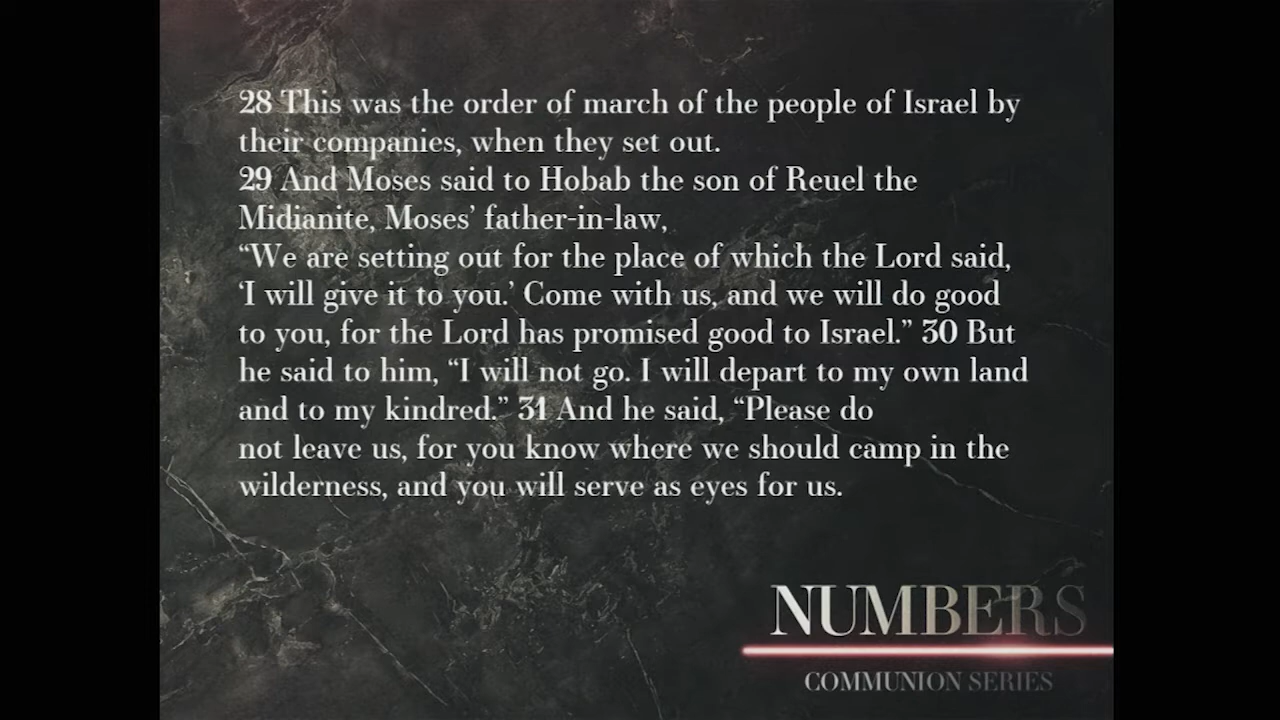 28 This was the order of march of the people of Israel by
their companies, when they set out.
29 And Moses said to Hobab the son of Reuel the
Midianite, Moses’ father-in-law,
“We are setting out for the place of which the Lord said,
‘I will give it to you.’ Come with us, and we will do good
to you, for the Lord has promised good to Israel.” 30 But
he said to him, “I will not go. I will depart to my own land
and to my kindred.” 31 And he said, “Please do
not leave us, for you know where we should camp in the
wilderness, and you will serve as eyes for us.
NUMBERS
COMMUNION SERIES